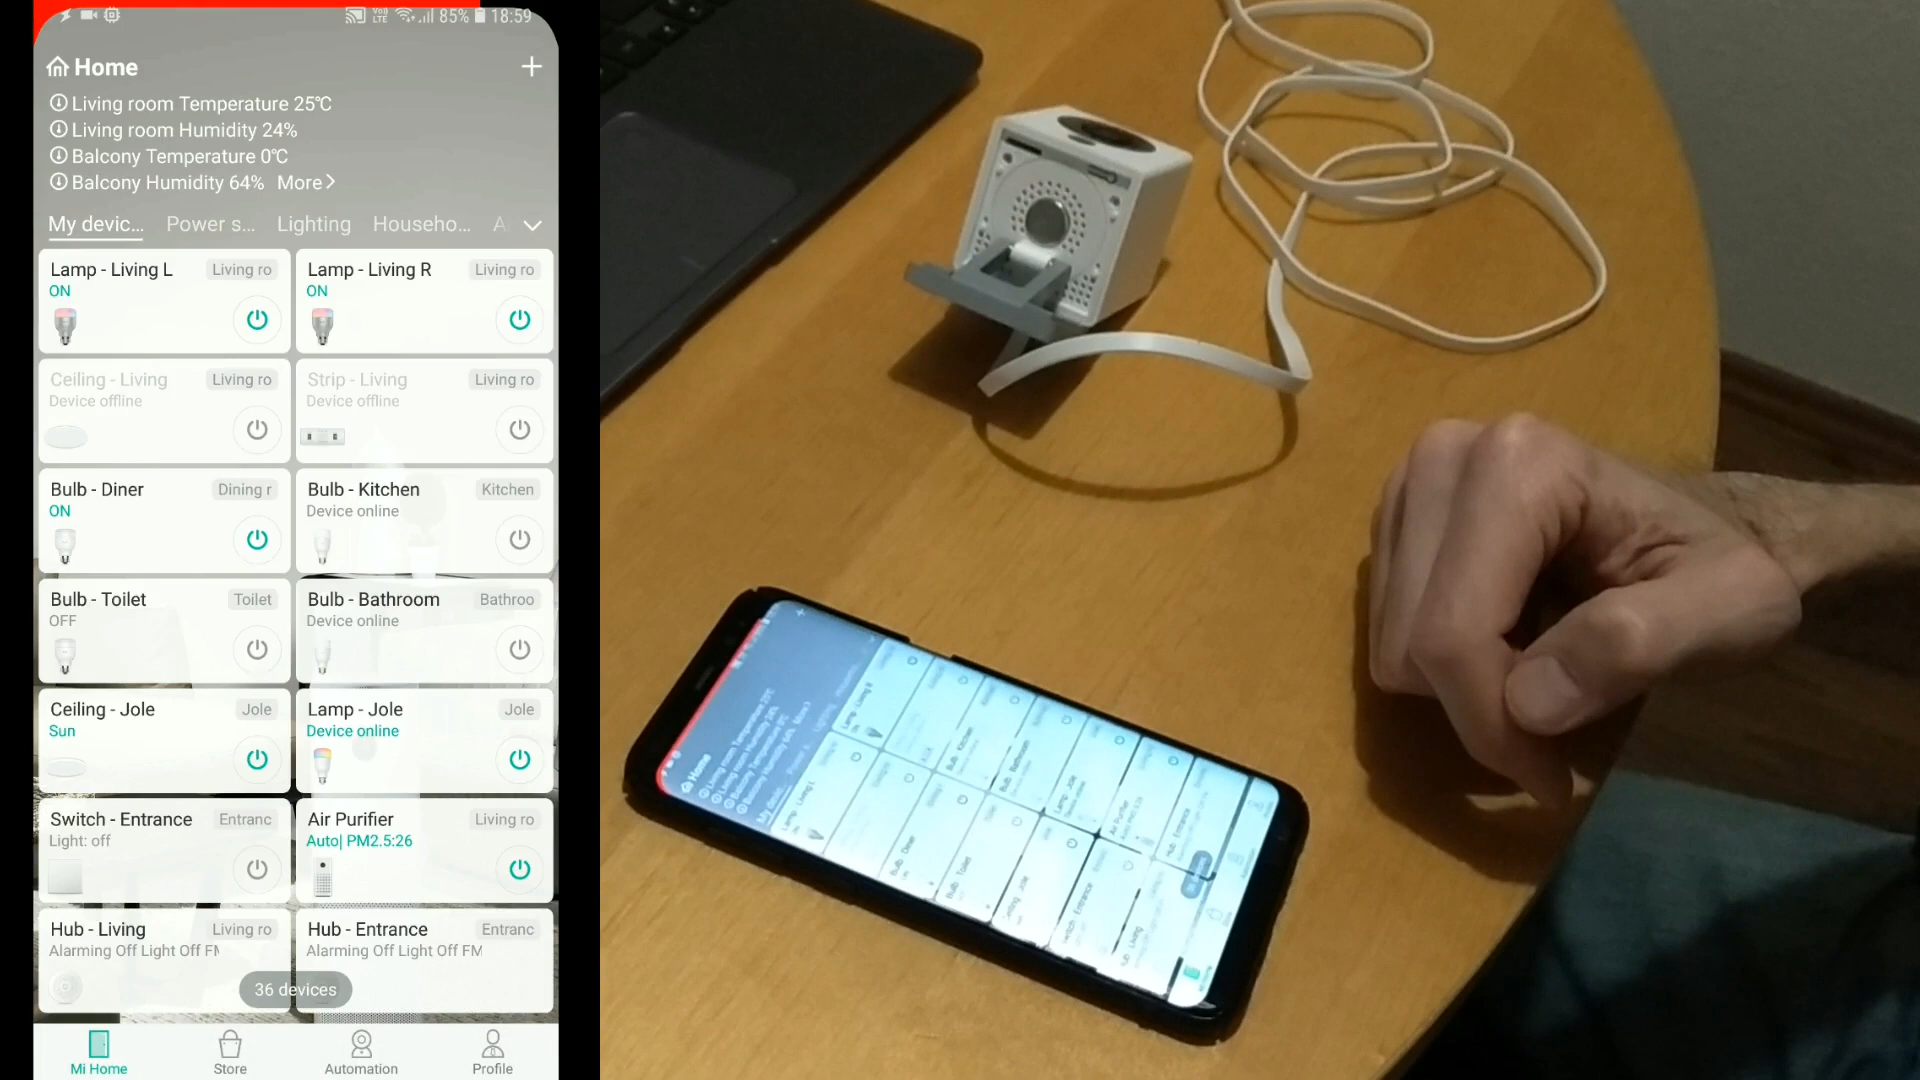 85% 18:59
Home
Living room Temperature 25℃
Living room Humidity 24%
Balcony Temperature 0℃
Balcony Humidity 64% More
My devic... Power s... Lighting Househo... A
Lamp - Living L Living ro
ON
Lamp - Living R Living ro
ON
Ceiling - Living Living ro
Device offline
Strip - Living Living ro
Device offline
Bulb - Diner Dining r
ON
Bulb - Kitchen Kitchen
Device online
Bulb - Toilet Toilet
OFF
Bulb - Bathroom Bathroo
Device online
Ceiling - Jole Jole
Sun
Lamp - Jole Jole
Device online
Switch - Entrance Entranc
Light: off
Air Purifier Living ro
Auto| PM2.5:26
Hub - Living Living ro
Alarming Off Light Off FM
Hub - Entrance Entranc
Alarming Off Light Off FM
36 devices
Mi Home Store Automation Profile